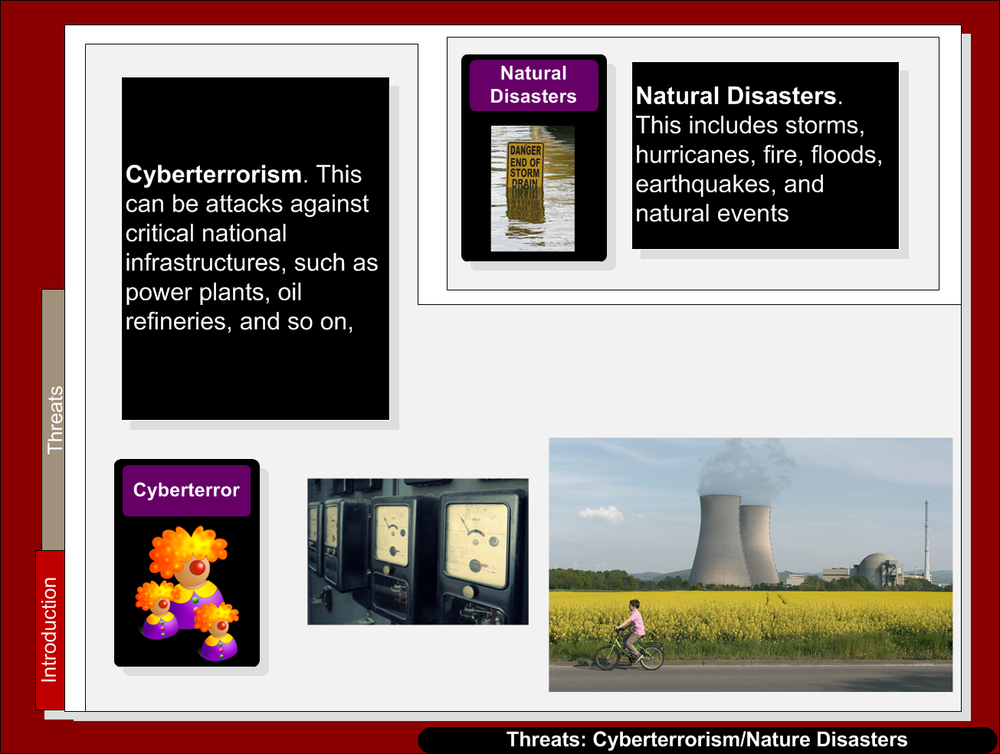 Natural
Disasters
DANGER
END OF
STORM
DRAIN
Natural Disasters.
This includes storms,
hurricanes, fire, floods,
earthquakes, and
natural events
Cyberterrorism. This
can be attacks against
critical national
infrastructures, such as
power plants, oil
refineries, and so on,
Cyberterror
VOLT
Threats
Introduction
Threats: Cyberterrorism/Nature Disasters